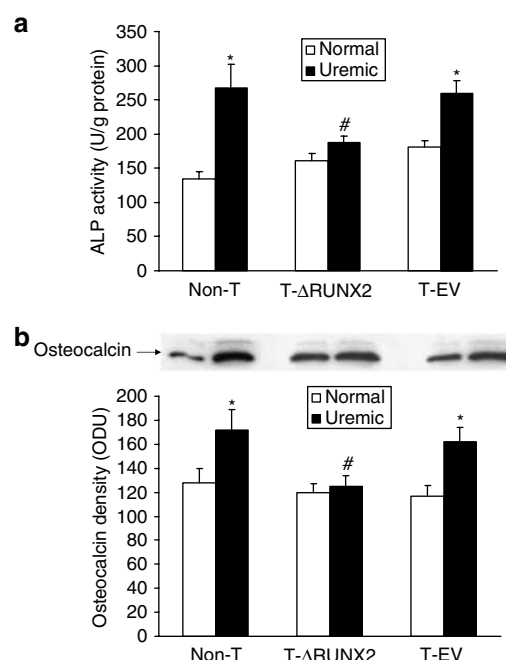 a
ALP activity (U/g protein)
350
300
250
200
150
100
50
0
Normal
Uremic
*
#
*
Non-T T-ΔRUNX2 T-EV
b
Osteocalcin
Osteocalcin density (ODU)
200
180
160
140
120
100
80
60
40
20
0
Normal
Uremic
*
#
*
Non-T T-ΔRUNX2 T-EV